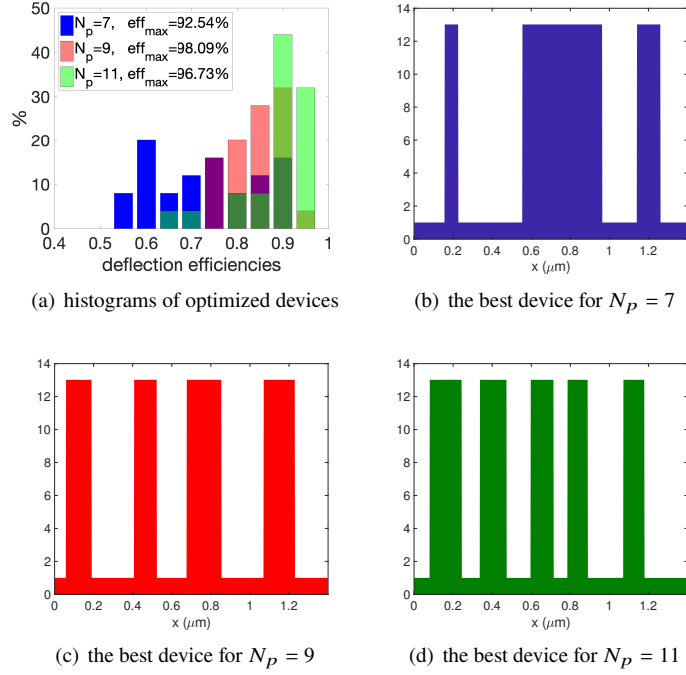 50
40
30
20
10
0
%
N_p=7, eff_max=92.54%
N_p=9, eff_max=98.09%
N_p=11, eff_max=96.73%
0.4 0.5 0.6 0.7 0.8 0.9 1
deflection efficiencies
(a) histograms of optimized devices
14
12
10
8
6
4
2
0
0 0.2 0.4 0.6 0.8 1 1.2
x (μm)
(b) the best device for N_p = 7
14
12
10
8
6
4
2
0
0 0.2 0.4 0.6 0.8 1 1.2
x (μm)
(c) the best device for N_p = 9
14
12
10
8
6
4
2
0
0 0.2 0.4 0.6 0.8 1 1.2
x (μm)
(d) the best device for N_p = 11